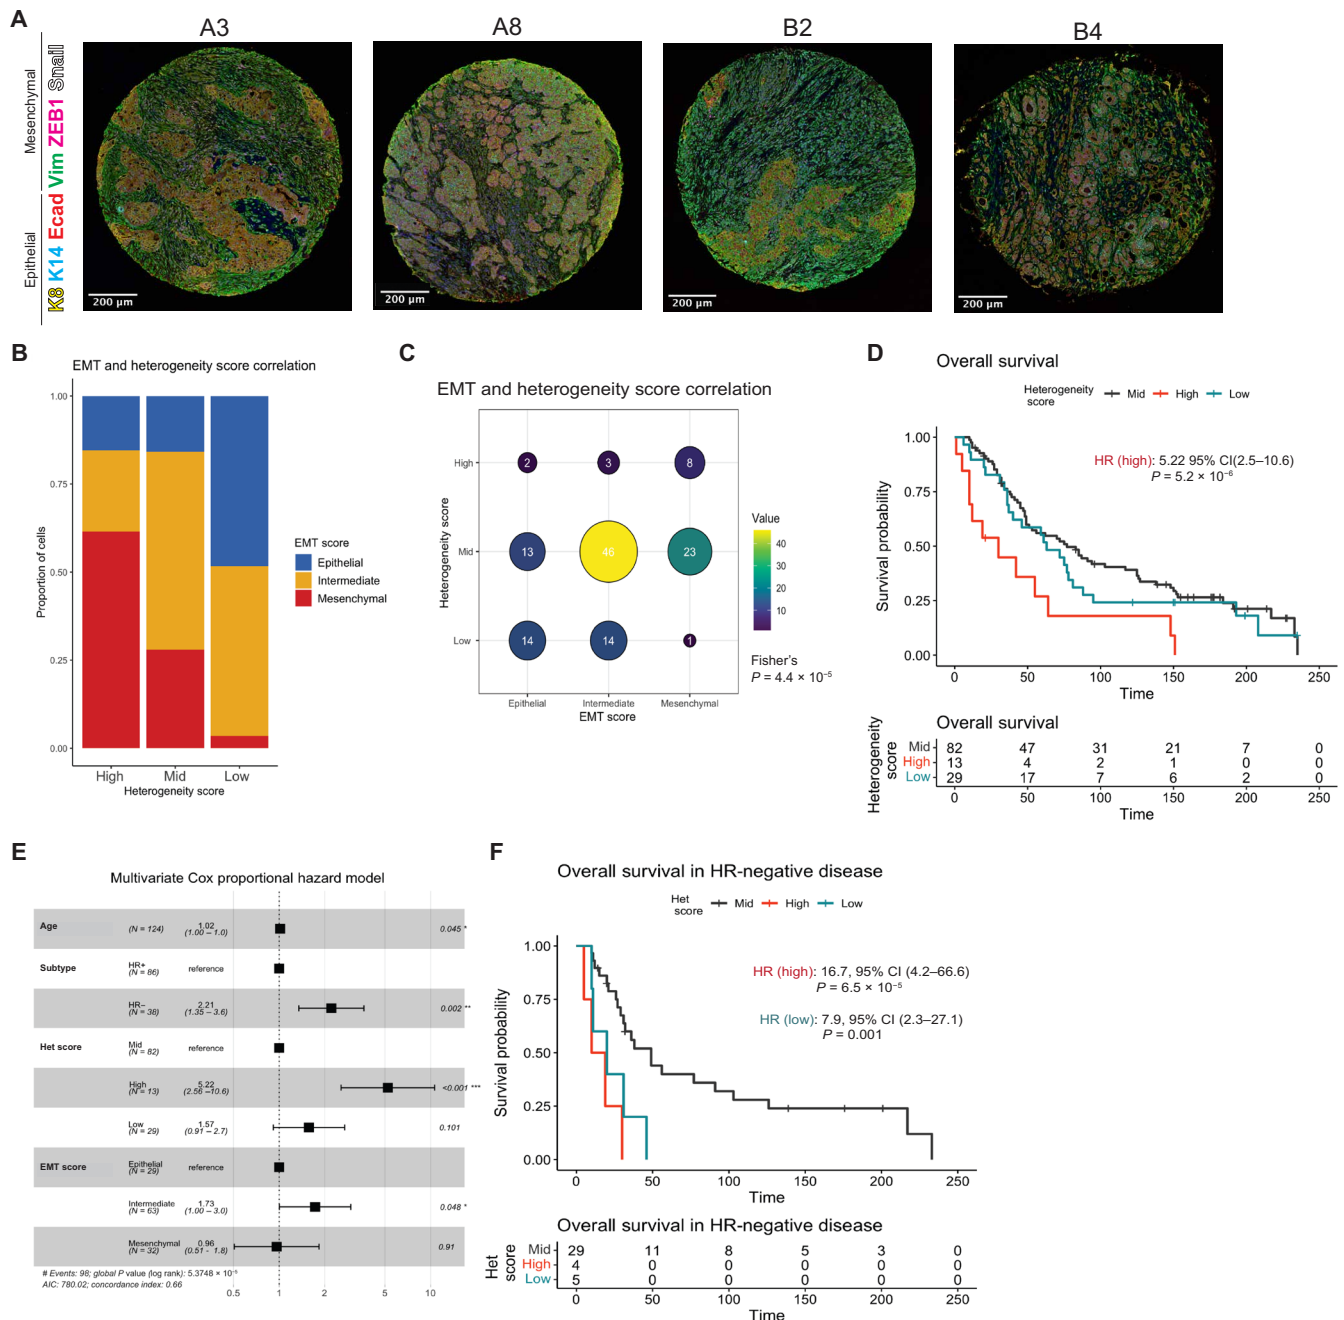 A
A3
A8
B2
B4
Mesenchymal
Epithelial
K8 K14 Ecad Vim ZEB1 Snail
200 µm
200 µm
200 µm
200 µm
B
EMT and heterogeneity score correlation
1.00
0.75
0.50
0.25
0.00
Proportion of cells
High Mid Low
Heterogeneity score
EMT score
Epithelial
Intermediate
Mesenchymal
C
EMT and heterogeneity score correlation
Heterogeneity score
High
Mid
Low
2 3 8
13 46 23
14 14 1
Epithelial Intermediate Mesenchymal
EMT score
Value
40
30
20
10
Fisher's
P = 4.4 × 10⁻⁵
D
Overall survival
Heterogeneity
score
Mid High Low
HR (high): 5.22 95% CI(2.5–10.6)
P = 5.2 × 10⁻⁶
Survival probability
1.00
0.75
0.50
0.25
0.00
0 50 100 150 200 250
Time
Overall survival
Heterogeneity
score
Mid 82 47 31 21 7 0
High 13 4 2 1 0 0
Low 29 17 7 6 2 0
0 50 100 150 200 250
Time
E
Multivariate Cox proportional hazard model
Age (N = 124) 1.02 (1.00 – 1.0) 0.045 *
Subtype HR+ (N = 86) reference
HR– (N = 38) 2.21 (1.35 – 3.6) 0.002 **
Het score Mid (N = 82) reference
High (N = 13) 5.22 (2.56 –10.6) <0.001 ***
Low (N = 29) 1.57 (0.91 – 2.7) 0.101
EMT score Epithelial (N = 29) reference
Intermediate (N = 63) 1.73 (1.00 – 3.0) 0.048 *
Mesenchymal (N = 32) 0.96 (0.51 - 1.8) 0.91
# Events: 98; global P value (log rank): 5.3748 × 10⁻⁶
AIC: 780.02; concordance index: 0.66
0.5 1 2 5 10
F
Overall survival in HR-negative disease
Het
score
Mid High Low
HR (high): 16.7, 95% CI (4.2–66.6)
P = 6.5 × 10⁻⁵
HR (low): 7.9, 95% CI (2.3–27.1)
P = 0.001
Survival probability
1.00
0.75
0.50
0.25
0.00
0 50 100 150 200 250
Time
Overall survival in HR-negative disease
Het
score
Mid 29 11 8 5 3 0
High 4 0 0 0 0 0
Low 5 0 0 0 0 0
0 50 100 150 200 250
Time